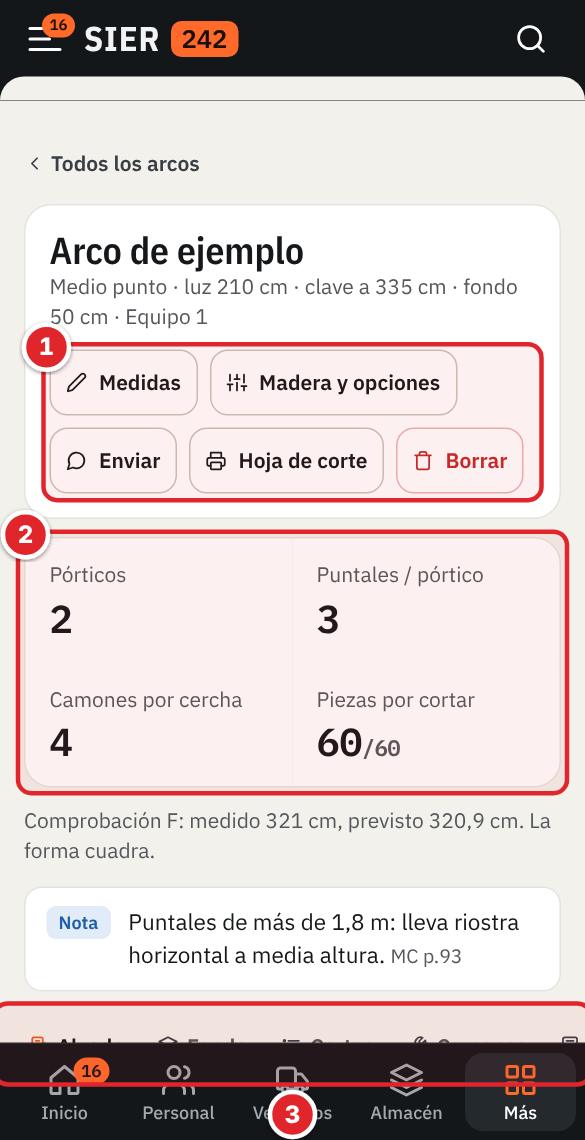 16
SIER 242
Todos los arcos
Arco de ejemplo
Medio punto · luz 210 cm · clave a 335 cm · fondo
50 cm · Equipo 1
1
Medidas
Madera y opciones
Enviar
Hoja de corte
Borrar
2
Pórticos
Puntales / pórtico
2
3
Camones por cercha
Piezas por cortar
4
60/60
Comprobación F: medido 321 cm, previsto 320,9 cm. La
forma cuadra.
Nota
Puntales de más de 1,8 m: lleva riostra
horizontal a media altura. MC p.93
16
Inicio
Personal
3
Almacén
Más